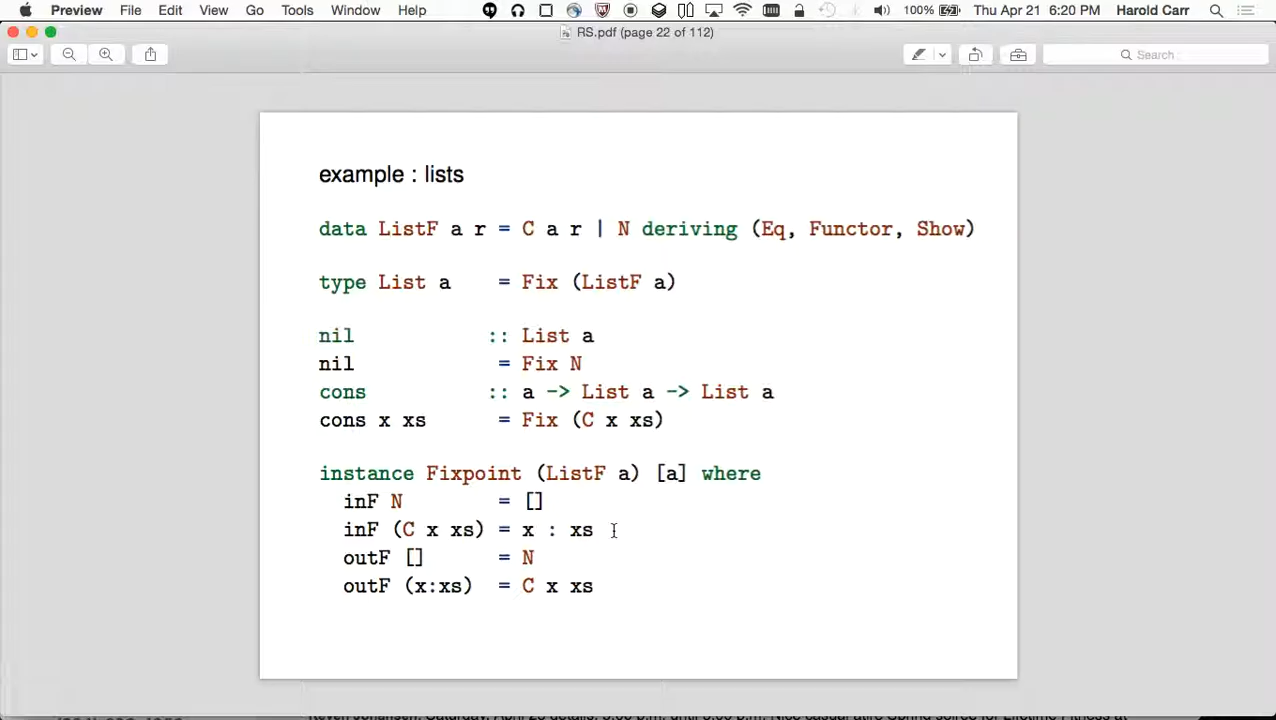 Preview File Edit View Go Tools Window Help 100% Thu Apr 21 6:20 PM Harold Carr
RS.pdf (page 22 of 112)
Search
example : lists
data ListF a r = C a r | N deriving (Eq, Functor, Show)
type List a = Fix (ListF a)
nil :: List a
nil = Fix N
cons :: a -> List a -> List a
cons x xs = Fix (C x xs)
instance Fixpoint (ListF a) [a] where
inF N = []
inF (C x xs) = x : xs
outF [] = N
outF (x:xs) = C x xs